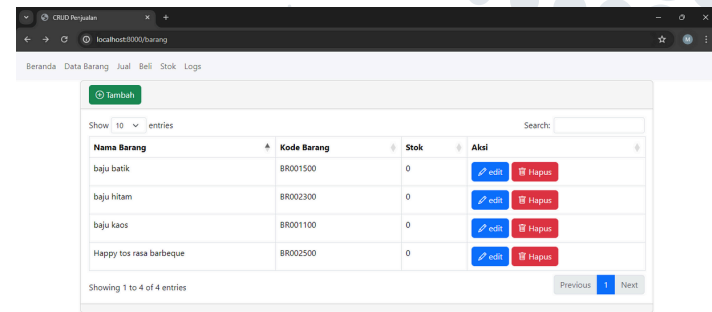 CRUD Penjualan
localhost:8000/barang
M
Beranda Data Barang Jual Beli Stok Logs
Tambah
Show 10 entries Search:
Nama Barang Kode Barang Stok Aksi
baju batik BR001500 0 edit Hapus
baju hitam BR002300 0 edit Hapus
baju kaos BR001100 0 edit Hapus
Happy tos rasa barbeque BR002500 0 edit Hapus
Showing 1 to 4 of 4 entries Previous 1 Next